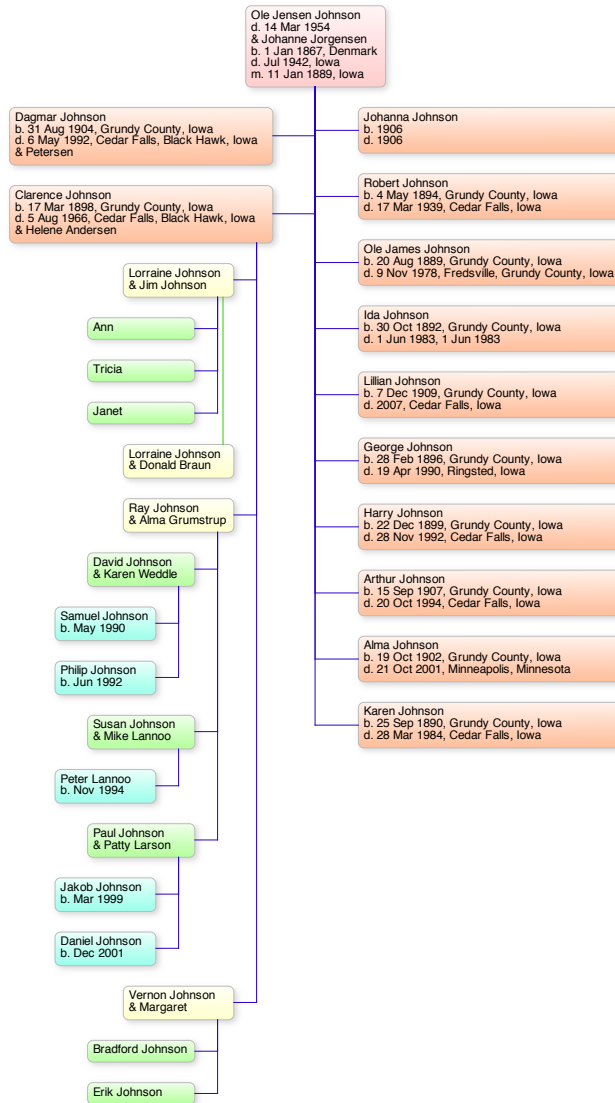 Ole Jensen Johnson
d. 14 Mar 1954
& Johanne Jorgensen
b. 1 Jan 1867, Denmark
d. Jul 1942, Iowa
m. 11 Jan 1889, Iowa
Dagmar Johnson
b. 31 Aug 1904, Grundy County, Iowa
d. 6 May 1992, Cedar Falls, Black Hawk, Iowa
& Petersen
Clarence Johnson
b. 17 Mar 1898, Grundy County, Iowa
d. 5 Aug 1966, Cedar Falls, Black Hawk, Iowa
& Helene Andersen
Lorraine Johnson
& Jim Johnson
Ann
Tricia
Janet
Lorraine Johnson
& Donald Braun
Ray Johnson
& Alma Grumstrup
David Johnson
& Karen Weddle
Samuel Johnson
b. May 1990
Philip Johnson
b. Jun 1992
Susan Johnson
& Mike Lannoo
Peter Lannoo
b. Nov 1994
Paul Johnson
& Patty Larson
Jakob Johnson
b. Mar 1999
Daniel Johnson
b. Dec 2001
Vernon Johnson
& Margaret
Bradford Johnson
Erik Johnson
Johanna Johnson
b. 1906
d. 1906
Robert Johnson
b. 4 May 1894, Grundy County, Iowa
d. 17 Mar 1939, Cedar Falls, Iowa
Ole James Johnson
b. 20 Aug 1889, Grundy County, Iowa
d. 9 Nov 1978, Fredsville, Grundy County, Iowa
Ida Johnson
b. 30 Oct 1892, Grundy County, Iowa
d. 1 Jun 1983, 1 Jun 1983
Lillian Johnson
b. 7 Dec 1909, Grundy County, Iowa
d. 2007, Cedar Falls, Iowa
George Johnson
b. 28 Feb 1896, Grundy County, Iowa
d. 19 Apr 1990, Ringsted, Iowa
Harry Johnson
b. 22 Dec 1899, Grundy County, Iowa
d. 28 Nov 1992, Cedar Falls, Iowa
Arthur Johnson
b. 15 Sep 1907, Grundy County, Iowa
d. 20 Oct 1994, Cedar Falls, Iowa
Alma Johnson
b. 19 Oct 1902, Grundy County, Iowa
d. 21 Oct 2001, Minneapolis, Minnesota
Karen Johnson
b. 25 Sep 1890, Grundy County, Iowa
d. 28 Mar 1984, Cedar Falls, Iowa